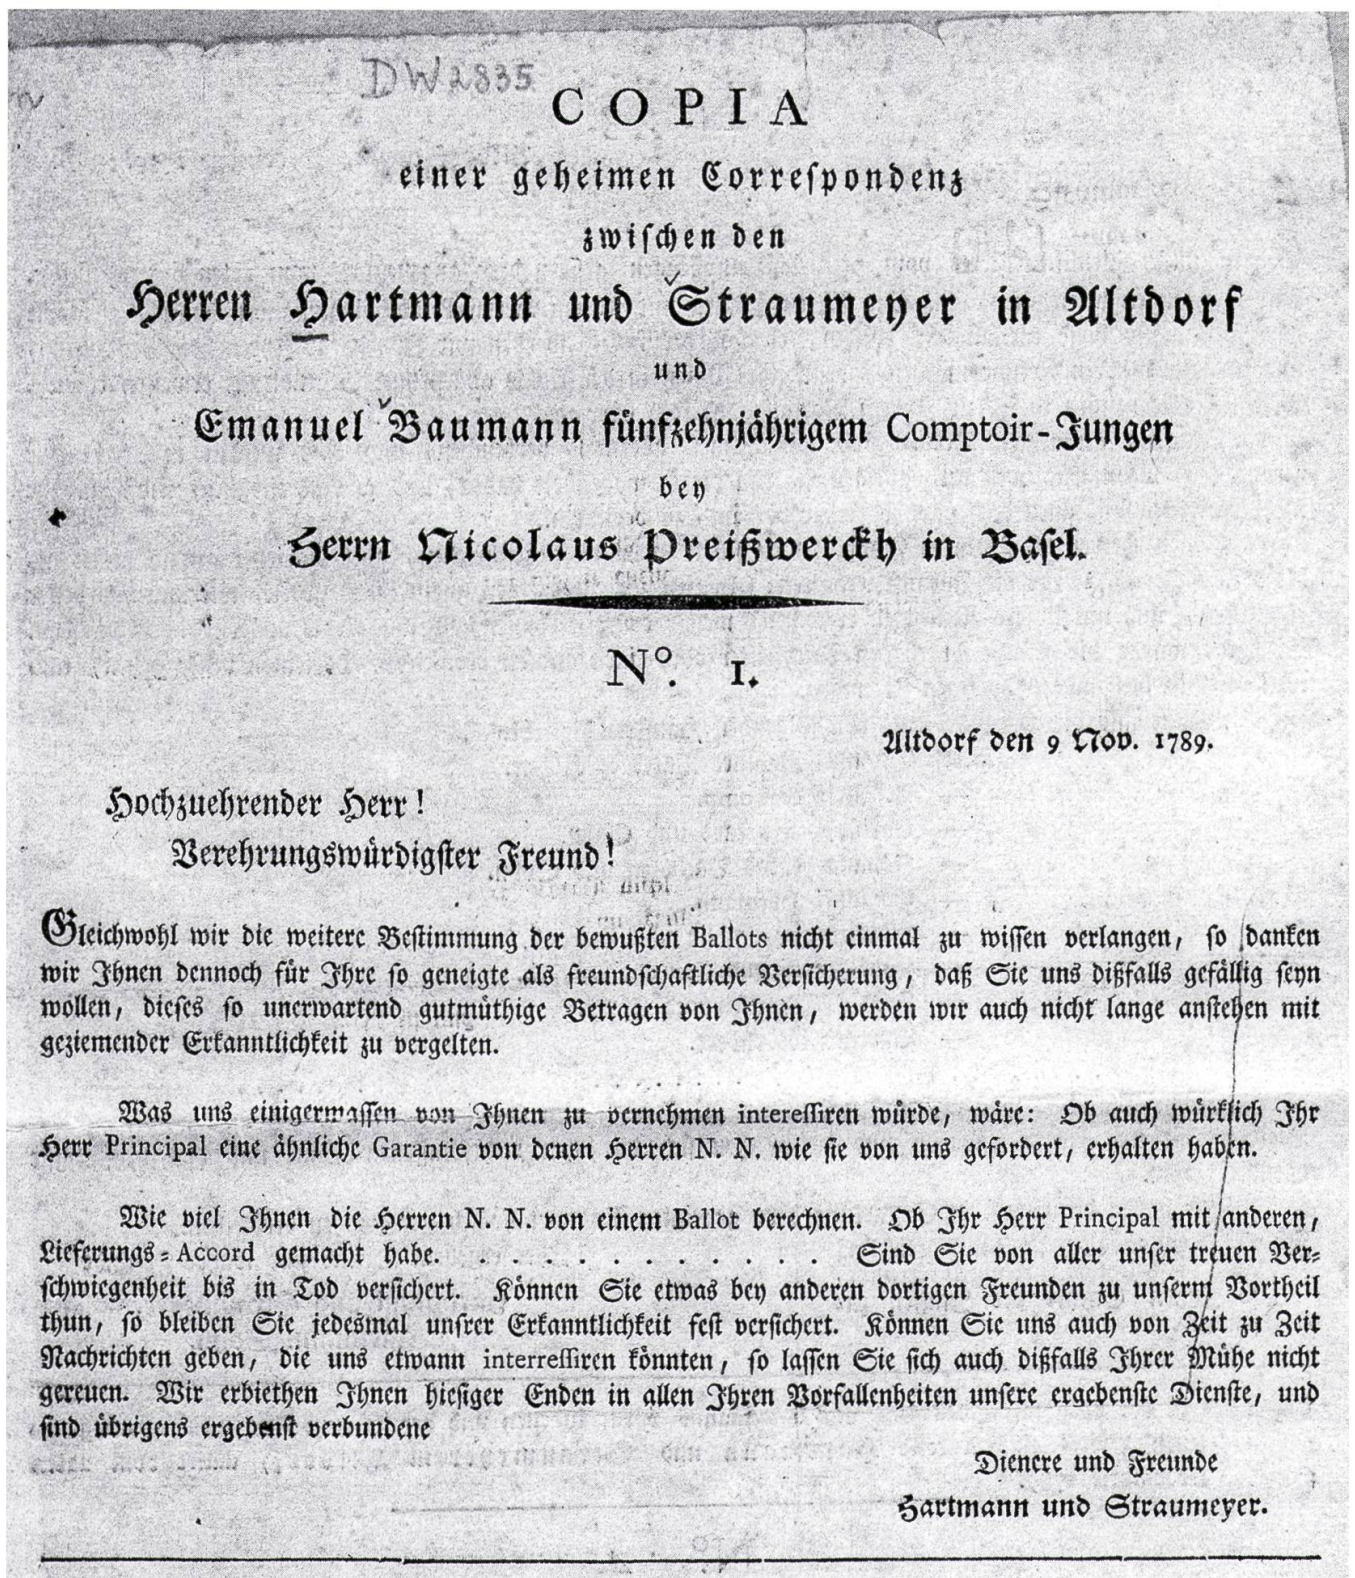 DW2835
COPIA
einer geheimen Correspondenz
zwischen den
Herren Hartmann und Straumeyer in Altdorf
und
Emanuel Baumann fünfzehnjährigem Comptoir-Jungen
bey
Herrn Nicolaus Preißwerckh in Basel.
Nº. 1.
Altdorf den 9 Nov. 1789.
Hochzuehrender Herr!
Verehrungswürdigster Freund!
Gleichwohl wir die weitere Bestimmung der bewußten Ballots nicht einmal zu wissen verlangen, so danken
wir Ihnen dennoch für Ihre so geneigte als freundschaftliche Versicherung, daß Sie uns dißfalls gefällig seyn
wollen, dieses so unerwartend gutmüthige Betragen von Ihnen, werden wir auch nicht lange anstehen mit
geziemender Erkanntlichkeit zu vergelten.
Was uns einigermassen von Ihnen zu vernehmen interessiren würde, wäre: Ob auch würklich Ihr
Herr Principal eine ähnliche Garantie von denen Herren N. N. wie sie von uns gefordert, erhalten haben.
Wie viel Ihnen die Herren N. N. von einem Ballot berechnen. Ob Ihr Herr Principal mit anderen,
Lieferungs-Accord gemacht habe. . . . . . . . . . . . Sind Sie von aller unser treuen Ver-
schwiegenheit bis in Tod versichert. Können Sie etwas bey anderen dortigen Freunden zu unserm Vortheil
thun, so bleiben Sie jedesmal unsrer Erkanntlichkeit fest versichert. Können Sie uns auch von Zeit zu Zeit
Nachrichten geben, die uns etwann interressiren könnten, so lassen Sie sich auch dißfalls Ihrer Mühe nicht
gereuen. Wir erbiethen Ihnen hiesiger Enden in allen Ihren Vorfallenheiten unsere ergebenste Dienste, und
sind übrigens ergebenst verbundene
Dienere und Freunde
Hartmann und Straumeyer.